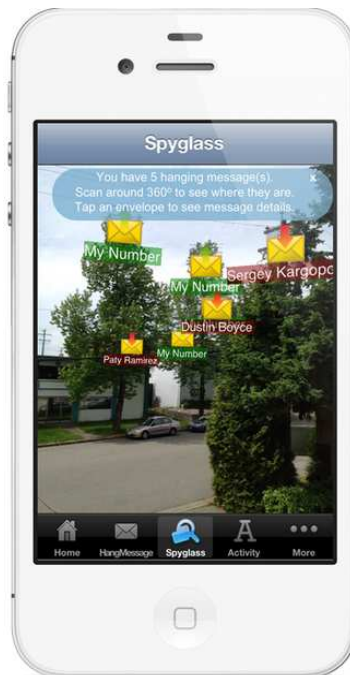 Spyglass
You have 5 hanging message(s).
x
Scan around 360º to see where they are.
Tap an envelope to see message details.
My Number
My Number
Sergey Kargopo
Dustin Boyce
My Number
Paty Ramirez
Home HangMessage Spyglass Activity More